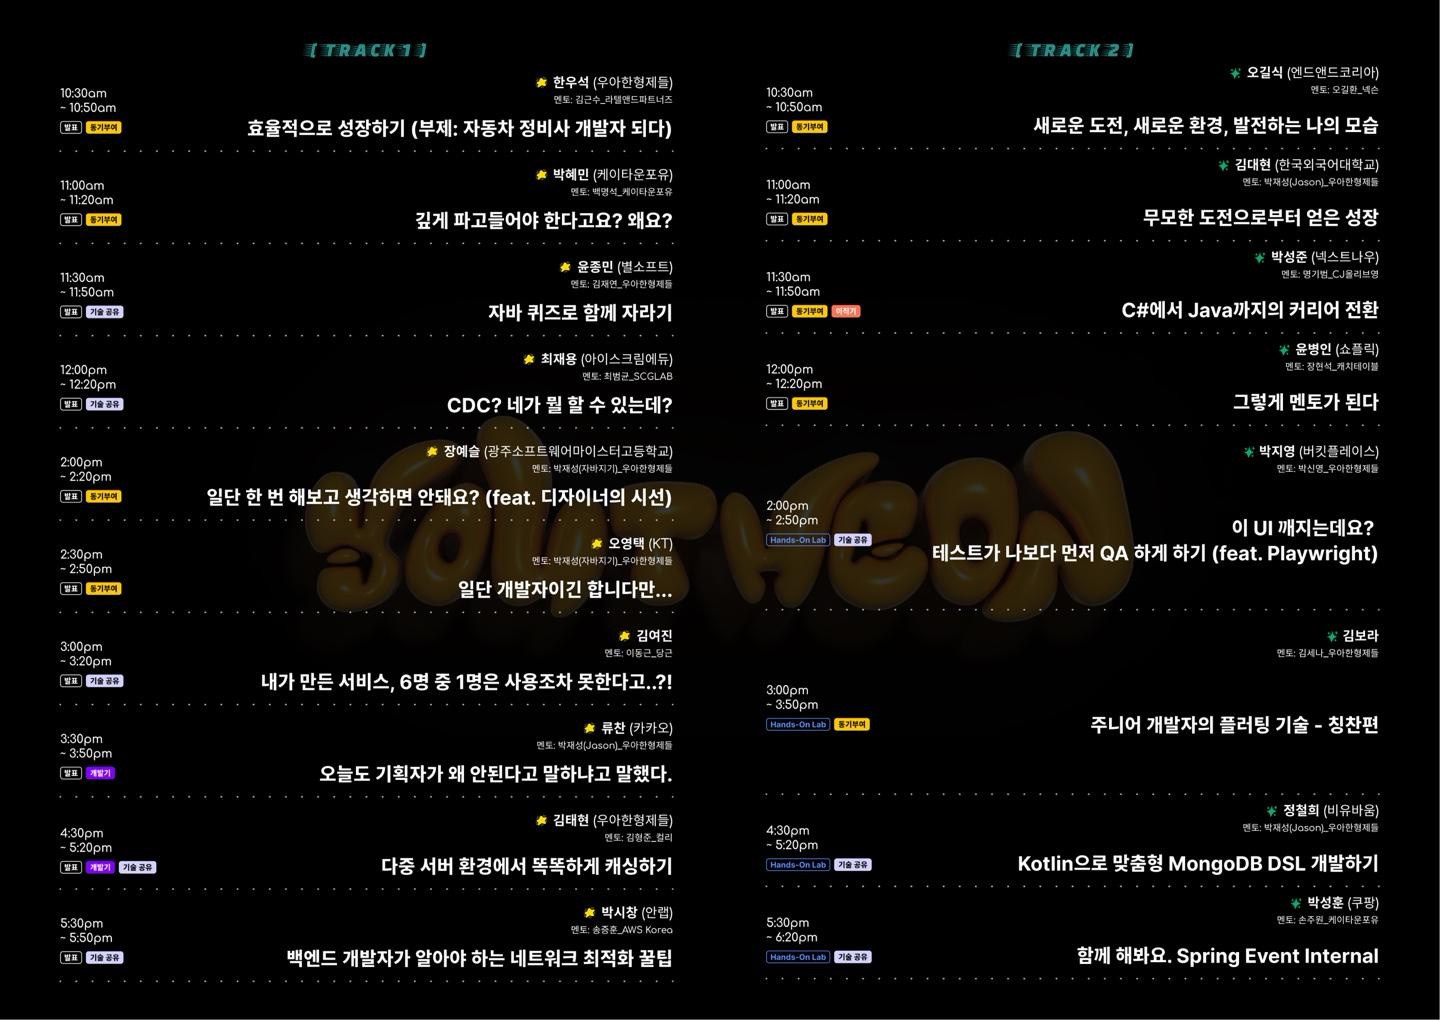 [ TRACK 1 ]
한우석 (우아한형제들)
멘토: 김근수_라텔앤드파트너즈
10:30am
~ 10:50am
발표 동기부여
효율적으로 성장하기 (부제: 자동차 정비사 개발자 되다)
박혜민 (케이타운포유)
멘토: 백명석_케이타운포유
11:00am
~ 11:20am
발표 동기부여
깊게 파고들어야 한다고요? 왜요?
윤종민 (별소프트)
멘토: 김재연_우아한형제들
11:30am
~ 11:50am
발표 기술 공유
자바 퀴즈로 함께 자라기
최재용 (아이스크림에듀)
멘토: 최범균_SCGLAB
12:00pm
~ 12:20pm
발표 기술 공유
CDC? 네가 뭘 할 수 있는데?
장예슬 (광주소프트웨어마이스터고등학교)
멘토: 박재성(자바지기)_우아한형제들
2:00pm
~ 2:20pm
발표 동기부여
일단 한 번 해보고 생각하면 안돼요? (feat. 디자이너의 시선)
오영택 (KT)
멘토: 박재성(자바지기)_우아한형제들
2:30pm
~ 2:50pm
발표 동기부여
일단 개발자이긴 합니다만...
김여진
멘토: 이동근_당근
3:00pm
~ 3:20pm
발표 기술 공유
내가 만든 서비스, 6명 중 1명은 사용조차 못한다고..?!
류찬 (카카오)
멘토: 박재성(Jason)_우아한형제들
3:30pm
~ 3:50pm
발표 개발기
오늘도 기획자가 왜 안된다고 말하냐고 말했다.
김태현 (우아한형제들)
멘토: 김형준_컬리
4:30pm
~ 5:20pm
발표 개발기 기술 공유
다중 서버 환경에서 똑똑하게 캐싱하기
박시창 (안랩)
멘토: 송증훈_AWS Korea
5:30pm
~ 5:50pm
발표 기술 공유
백엔드 개발자가 알아야 하는 네트워크 최적화 꿀팁
[ TRACK 2 ]
오길식 (엔드앤드코리아)
멘토: 오길환_넥슨
10:30am
~ 10:50am
발표 동기부여
새로운 도전, 새로운 환경, 발전하는 나의 모습
김대현 (한국외국어대학교)
멘토: 박재성(Jason)_우아한형제들
11:00am
~ 11:20am
발표 동기부여
무모한 도전으로부터 얻은 성장
박성준 (넥스트나우)
멘토: 명기범_CJ올리브영
11:30am
~ 11:50am
발표 동기부여 이직기
C#에서 Java까지의 커리어 전환
윤병인 (쇼플릭)
멘토: 장현석_캐치테이블
12:00pm
~ 12:20pm
발표 동기부여
그렇게 멘토가 된다
박지영 (버킷플레이스)
멘토: 박신영_우아한형제들
2:00pm
~ 2:50pm
Hands-On Lab 기술 공유
이 UI 깨지는데요?
테스트가 나보다 먼저 QA 하게 하기 (feat. Playwright)
김보라
멘토: 김세나_우아한형제들
3:00pm
~ 3:50pm
Hands-On Lab 동기부여
주니어 개발자의 플러팅 기술 - 칭찬편
정철희 (비유바움)
멘토: 박재성(Jason)_우아한형제들
4:30pm
~ 5:20pm
Hands-On Lab 기술 공유
Kotlin으로 맞춤형 MongoDB DSL 개발하기
박성훈 (쿠팡)
멘토: 손주원_케이타운포유
5:30pm
~ 6:20pm
Hands-On Lab 기술 공유
함께 해봐요. Spring Event Internal